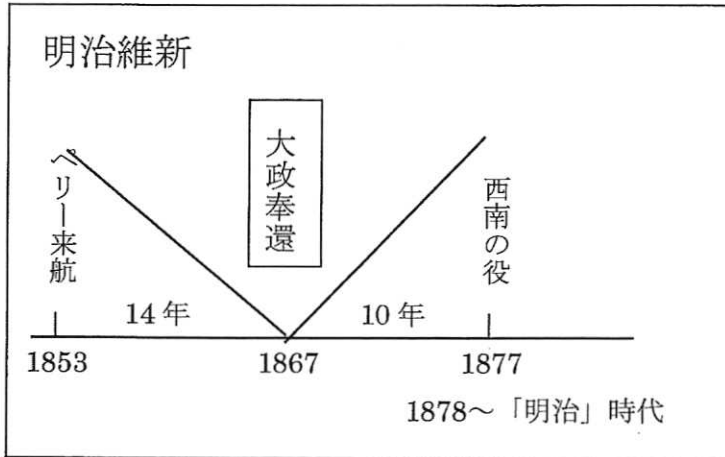 明治維新
大政奉還
ペリー来航
西南の役
14年
10年
1853
1867
1877
1878～「明治」時代